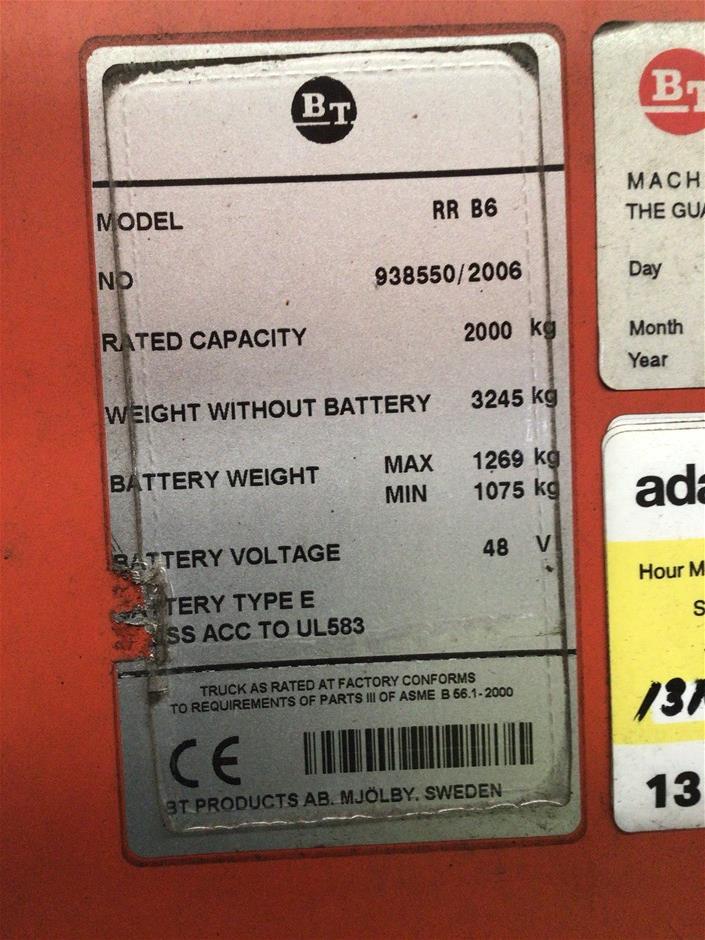 BT
MODEL RR B6
NO 938550/2006
RATED CAPACITY 2000 kg
WEIGHT WITHOUT BATTERY 3245 kg
BATTERY WEIGHT MAX 1269 kg
MIN 1075 kg
BATTERY VOLTAGE 48 V
TERY TYPE E
SS ACC TO UL583
TRUCK AS RATED AT FACTORY CONFORMS
TO REQUIREMENTS OF PARTS III OF ASME B 56.1-2000
CE
BT PRODUCTS AB. MJÖLBY. SWEDEN
BT
MACH
THE GUA
Day
Month
Year
ada
Hour M
S
13